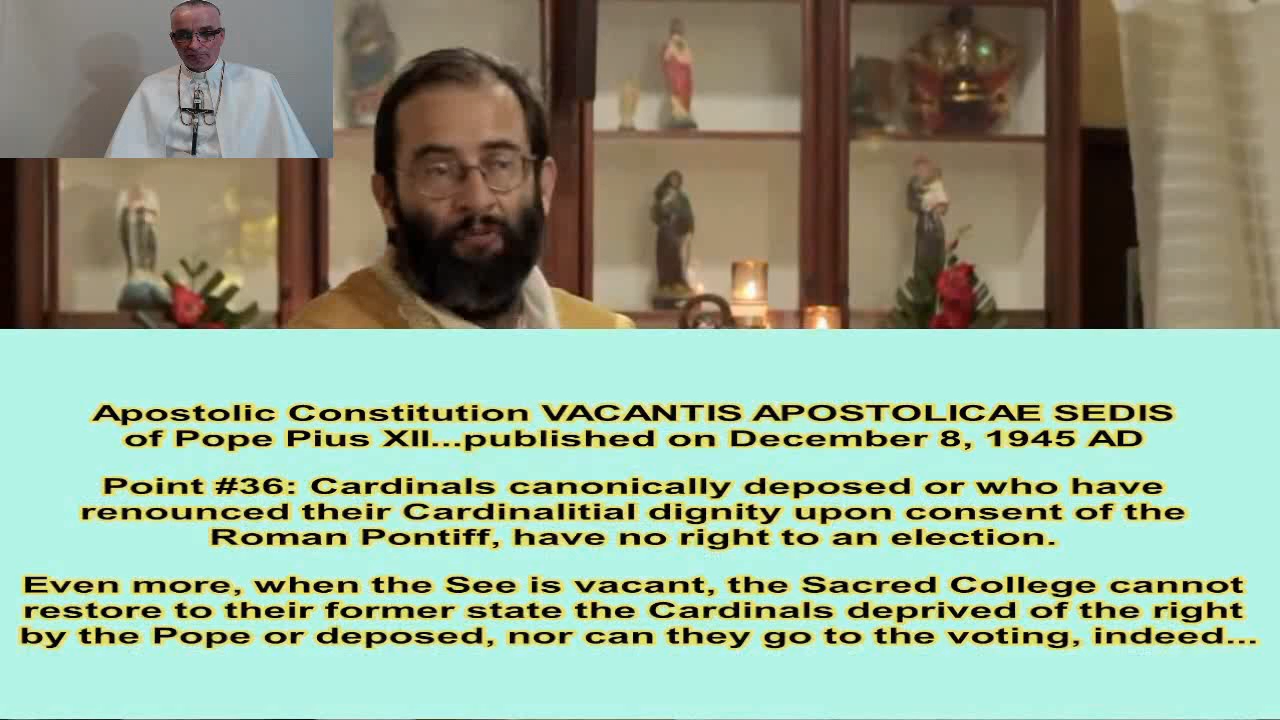 Apostolic Constitution VACANTIS APOSTOLICAE SEDIS
of Pope Pius XII...published on December 8, 1945 AD
Point #36: Cardinals canonically deposed or who have
renounced their Cardinalitial dignity upon consent of the
Roman Pontiff, have no right to an election.
Even more, when the See is vacant, the Sacred College cannot
restore to their former state the Cardinals deprived of the right
by the Pope or deposed, nor can they go to the voting, indeed...